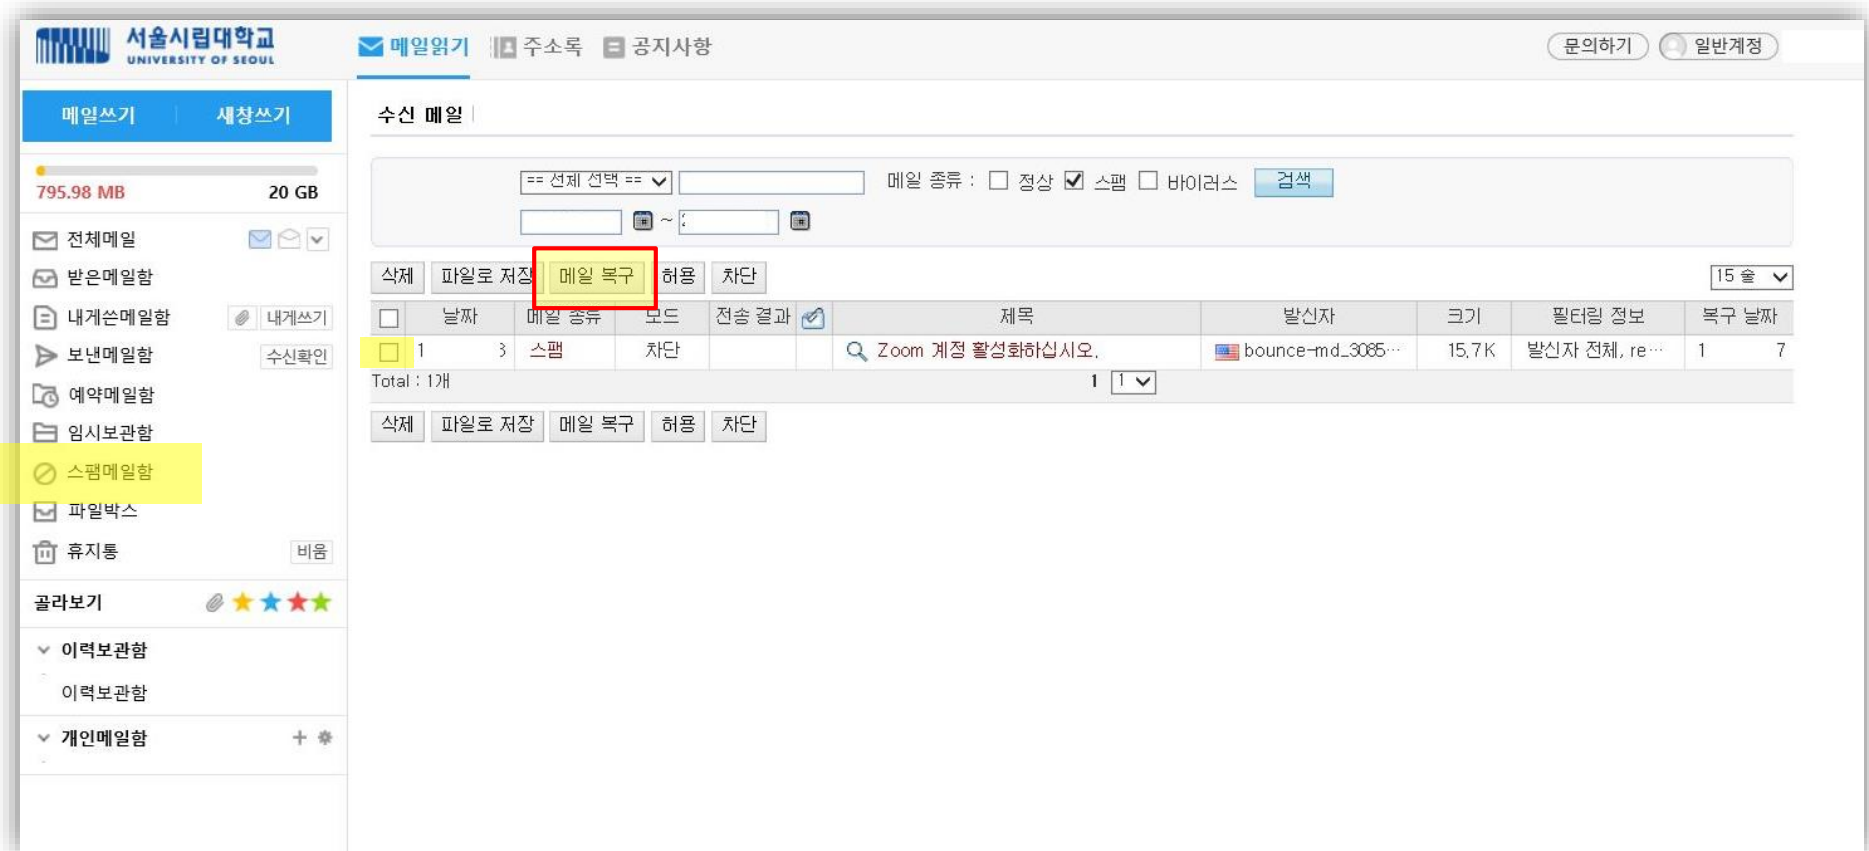 서울시립대학교
UNIVERSITY OF SEOUL
메일읽기 주소록 공지사항
문의하기 일반계정
메일쓰기 새창쓰기
795.98 MB 20 GB
전체메일
받은메일함
내게쓴메일함 내게쓰기
보낸메일함 수신확인
예약메일함
임시보관함
스팸메일함
파일박스
휴지통 비움
골라보기
이력보관함
이력보관함
개인메일함
수신 메일
== 선체 선택 == 메일 종류 : 정상 스팸 바이러스 검색
~
삭제 파일로 저장 메일 복구 허용 차단 15 줄
날짜 메일 종류 모드 전송 결과 제목 발신자 크기 필터링 정보 복구 날짜
1 3 스팸 차단 Zoom 계정 활성화하십시오. bounce-md_3085… 15,7K 발신자 전체, re… 1 7
Total : 1개 1 1
삭제 파일로 저장 메일 복구 허용 차단